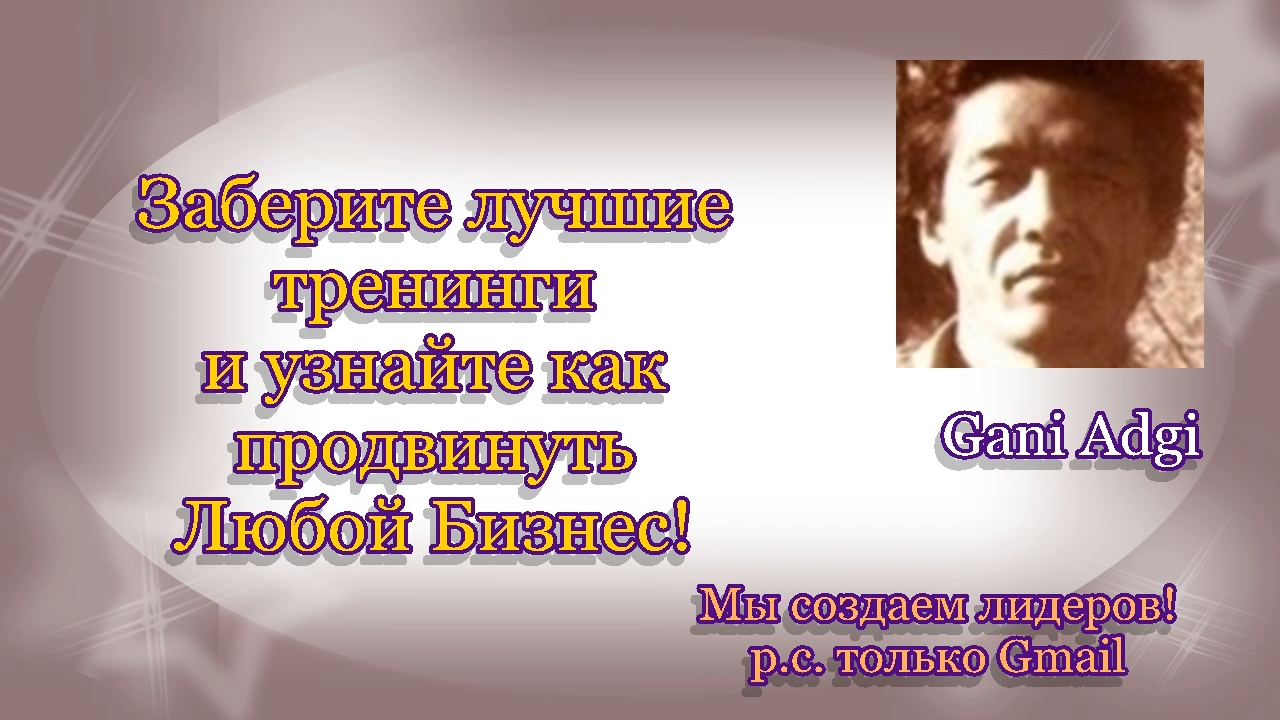 Заберите лучшие
тренинги
и узнайте как
продвинуть
Любой Бизнес!
Gani Adgi
Мы создаем лидеров!
р.с. только Gmail